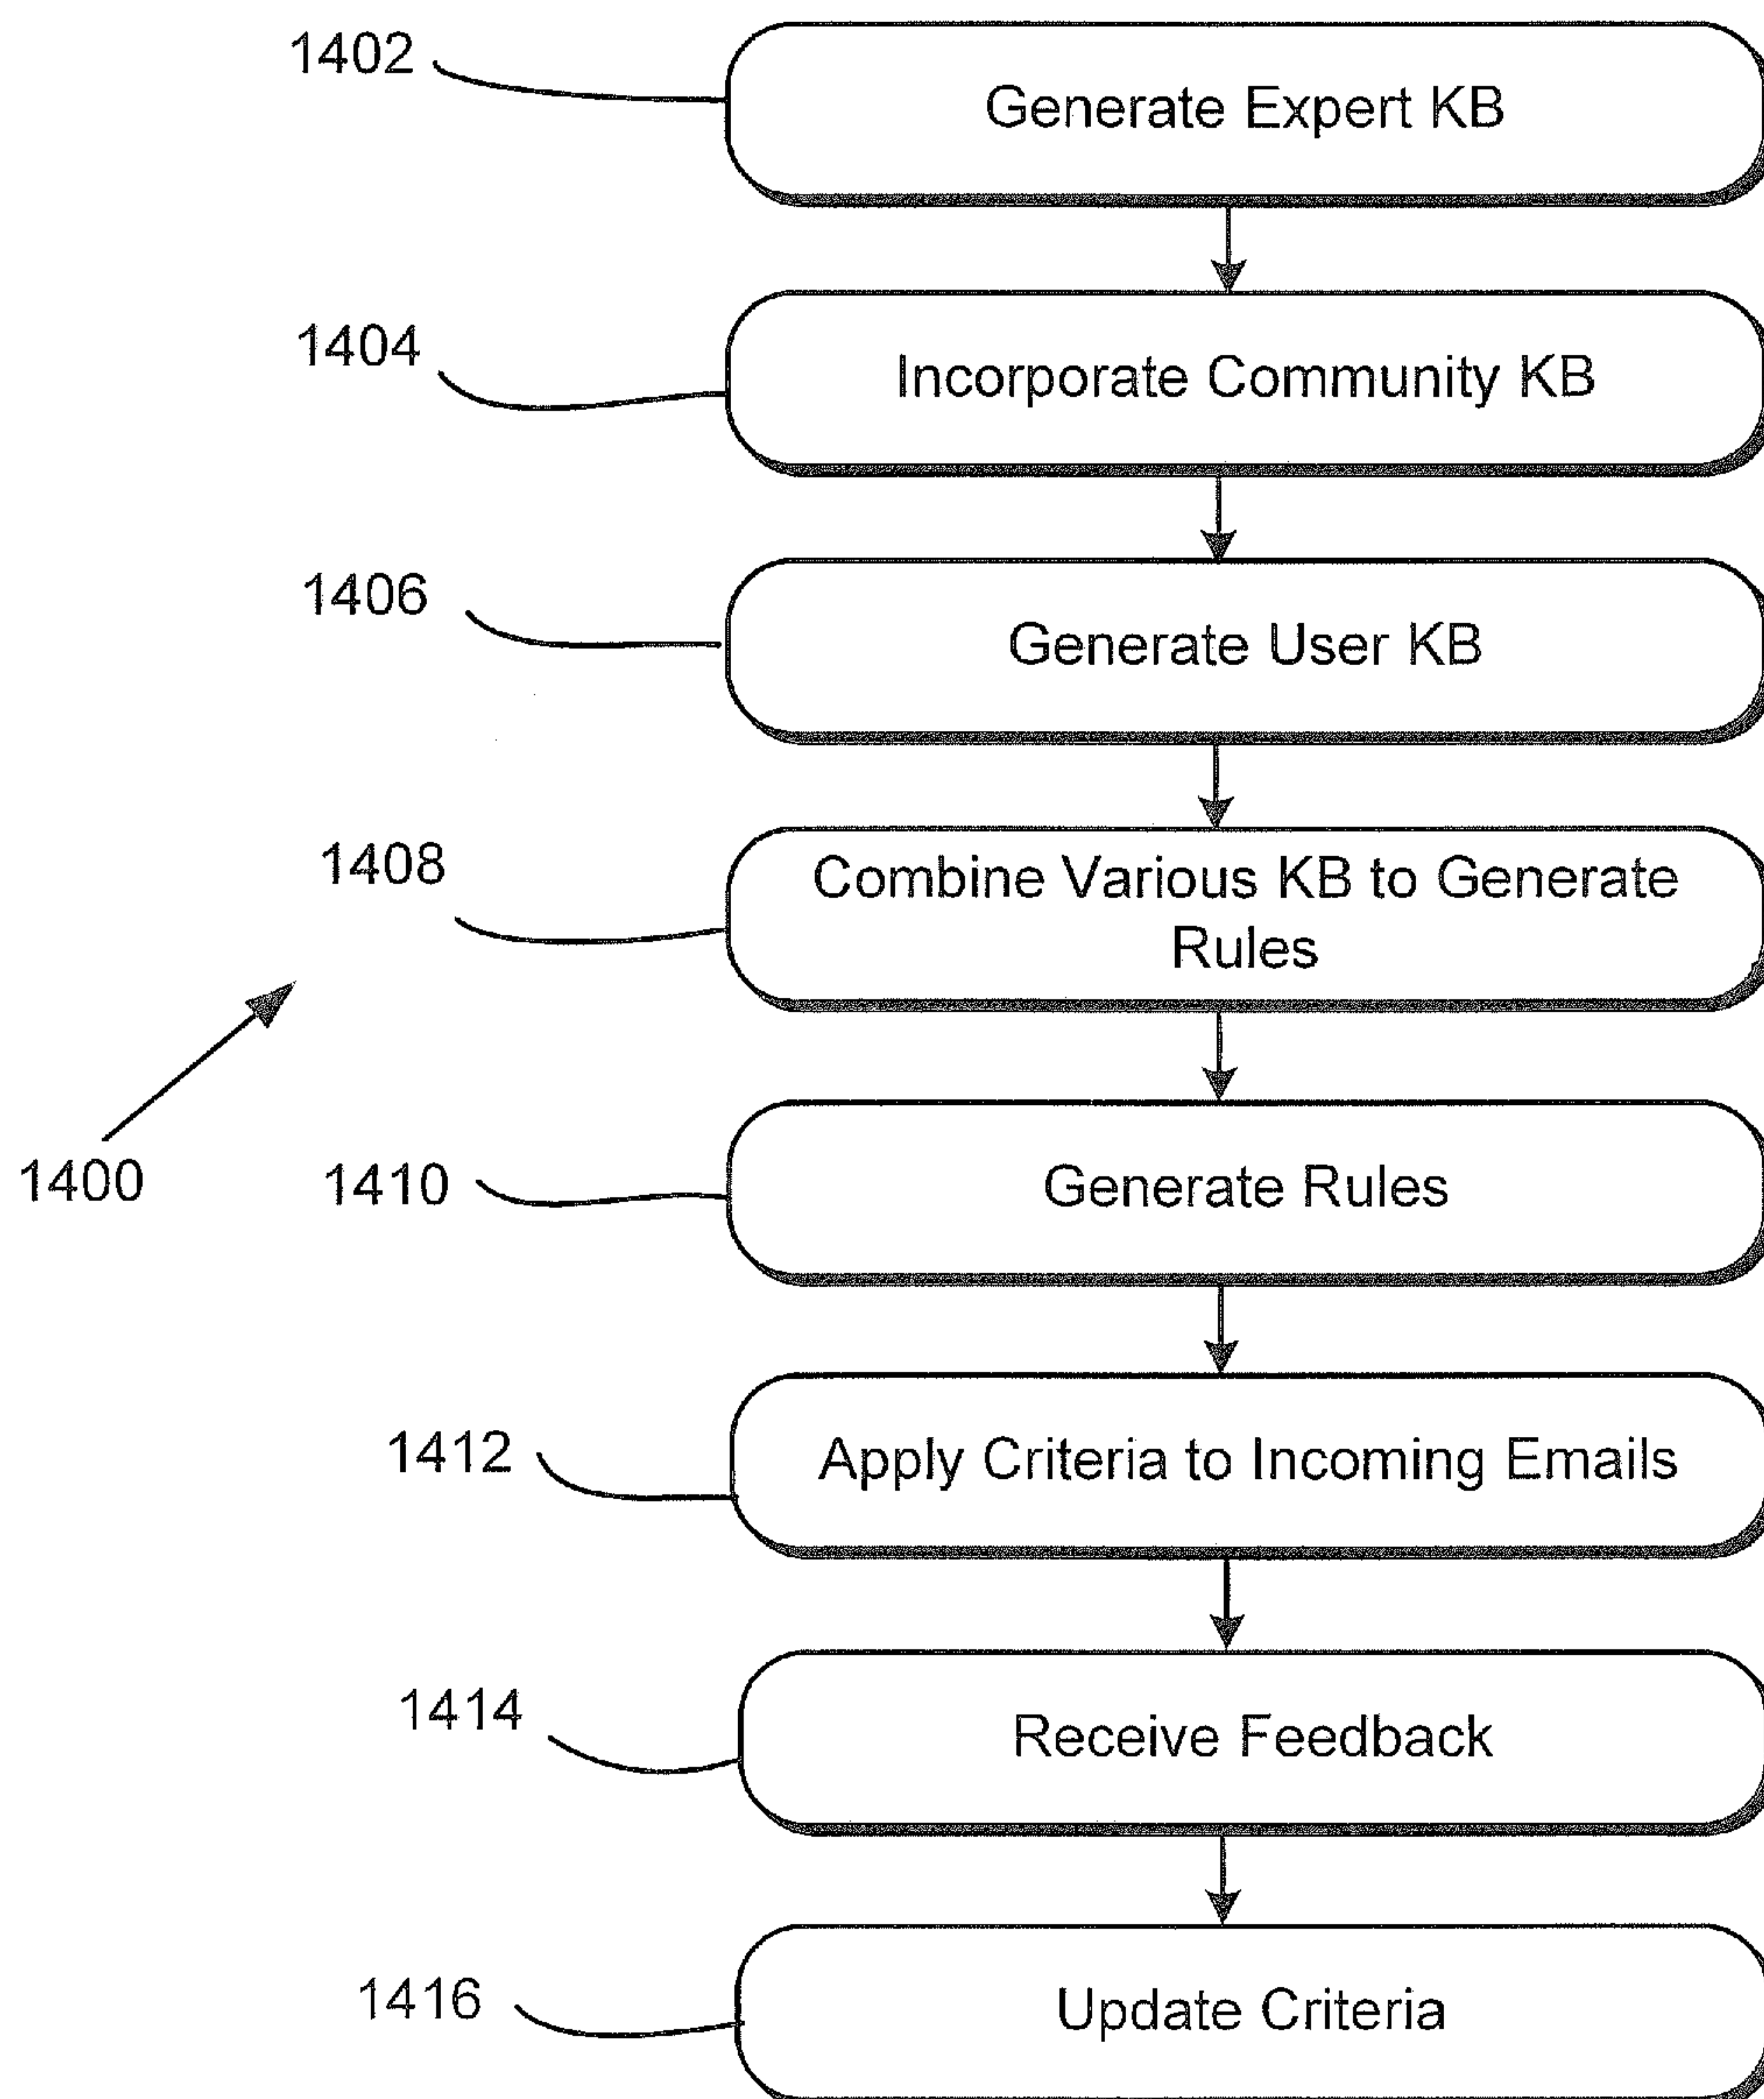 1402
Generate Expert KB
1404
Incorporate Community KB
1406
Generate User KB
1408
Combine Various KB to Generate
Rules
1400
1410
Generate Rules
1412
Apply Criteria to Incoming Emails
1414
Receive Feedback
1416
Update Criteria